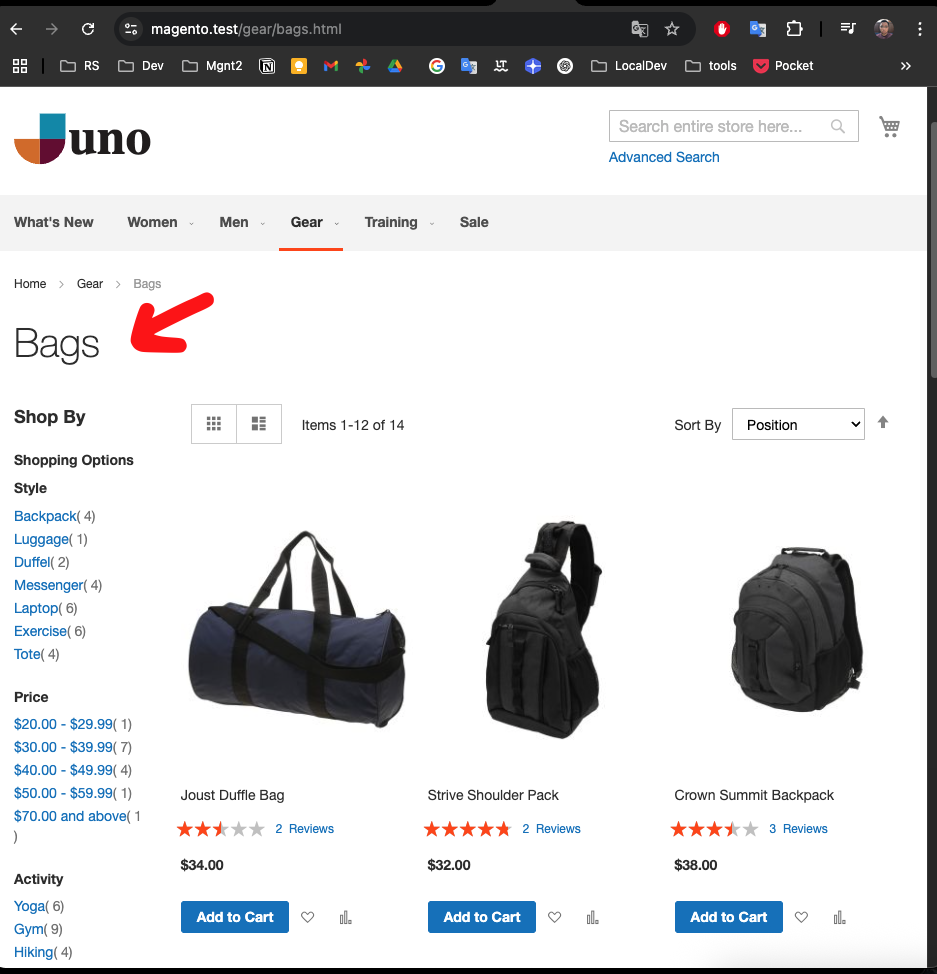 magento.test/gear/bags.html
RS Dev Mgnt2 LocalDev tools Pocket
Juno
Search entire store here...
Advanced Search
What's New Women Men Gear Training Sale
Home Gear Bags
Bags
Shop By
Items 1-12 of 14
Sort By Position
Shopping Options
Style
Backpack( 4)
Luggage( 1)
Duffel( 2)
Messenger( 4)
Laptop( 6)
Exercise( 6)
Tote( 4)
Price
$20.00 - $29.99( 1)
$30.00 - $39.99( 7)
$40.00 - $49.99( 4)
$50.00 - $59.99( 1)
$70.00 and above( 1
)
Activity
Yoga( 6)
Gym( 9)
Hiking( 4)
Joust Duffle Bag
2 Reviews
$34.00
Add to Cart
Strive Shoulder Pack
2 Reviews
$32.00
Add to Cart
Crown Summit Backpack
3 Reviews
$38.00
Add to Cart